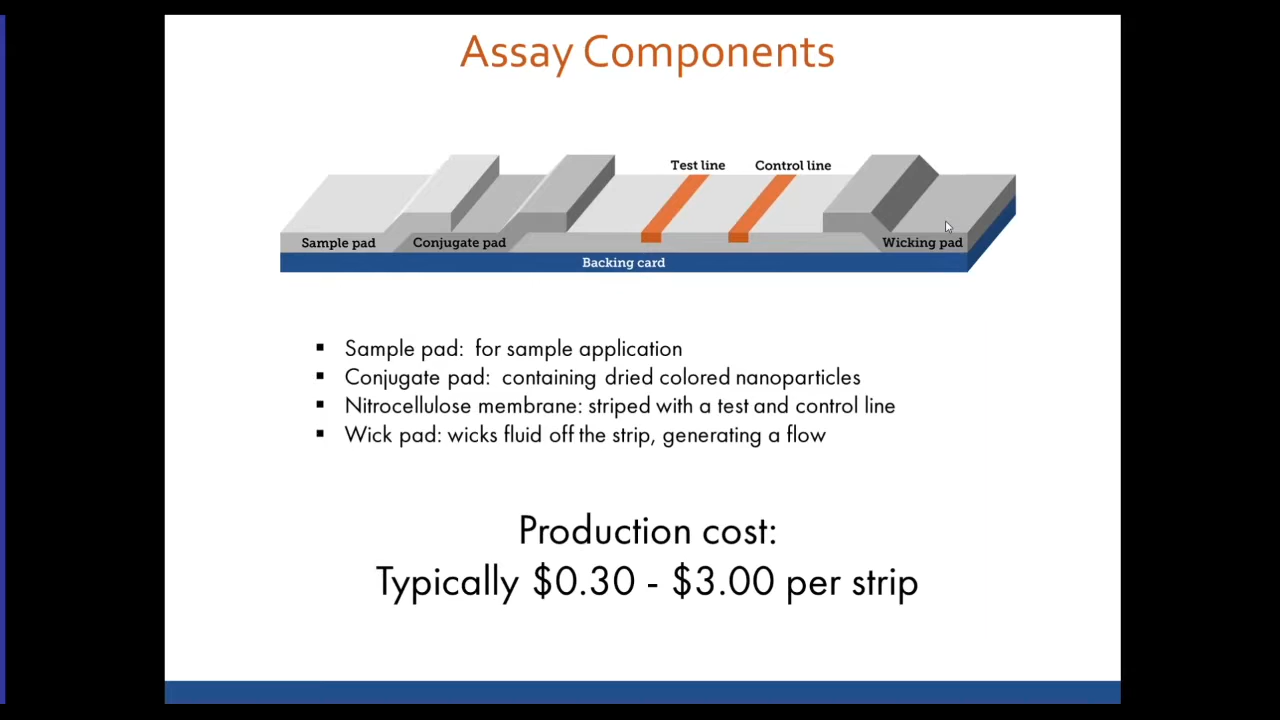 Assay Components
Test line
Control line
Sample pad
Conjugate pad
Wicking pad
Backing card
▪ Sample pad:  for sample application
▪ Conjugate pad:  containing dried colored nanoparticles
▪ Nitrocellulose membrane: striped with a test and control line
▪ Wick pad: wicks fluid off the strip, generating a flow
Production cost:
Typically $0.30 - $3.00 per strip